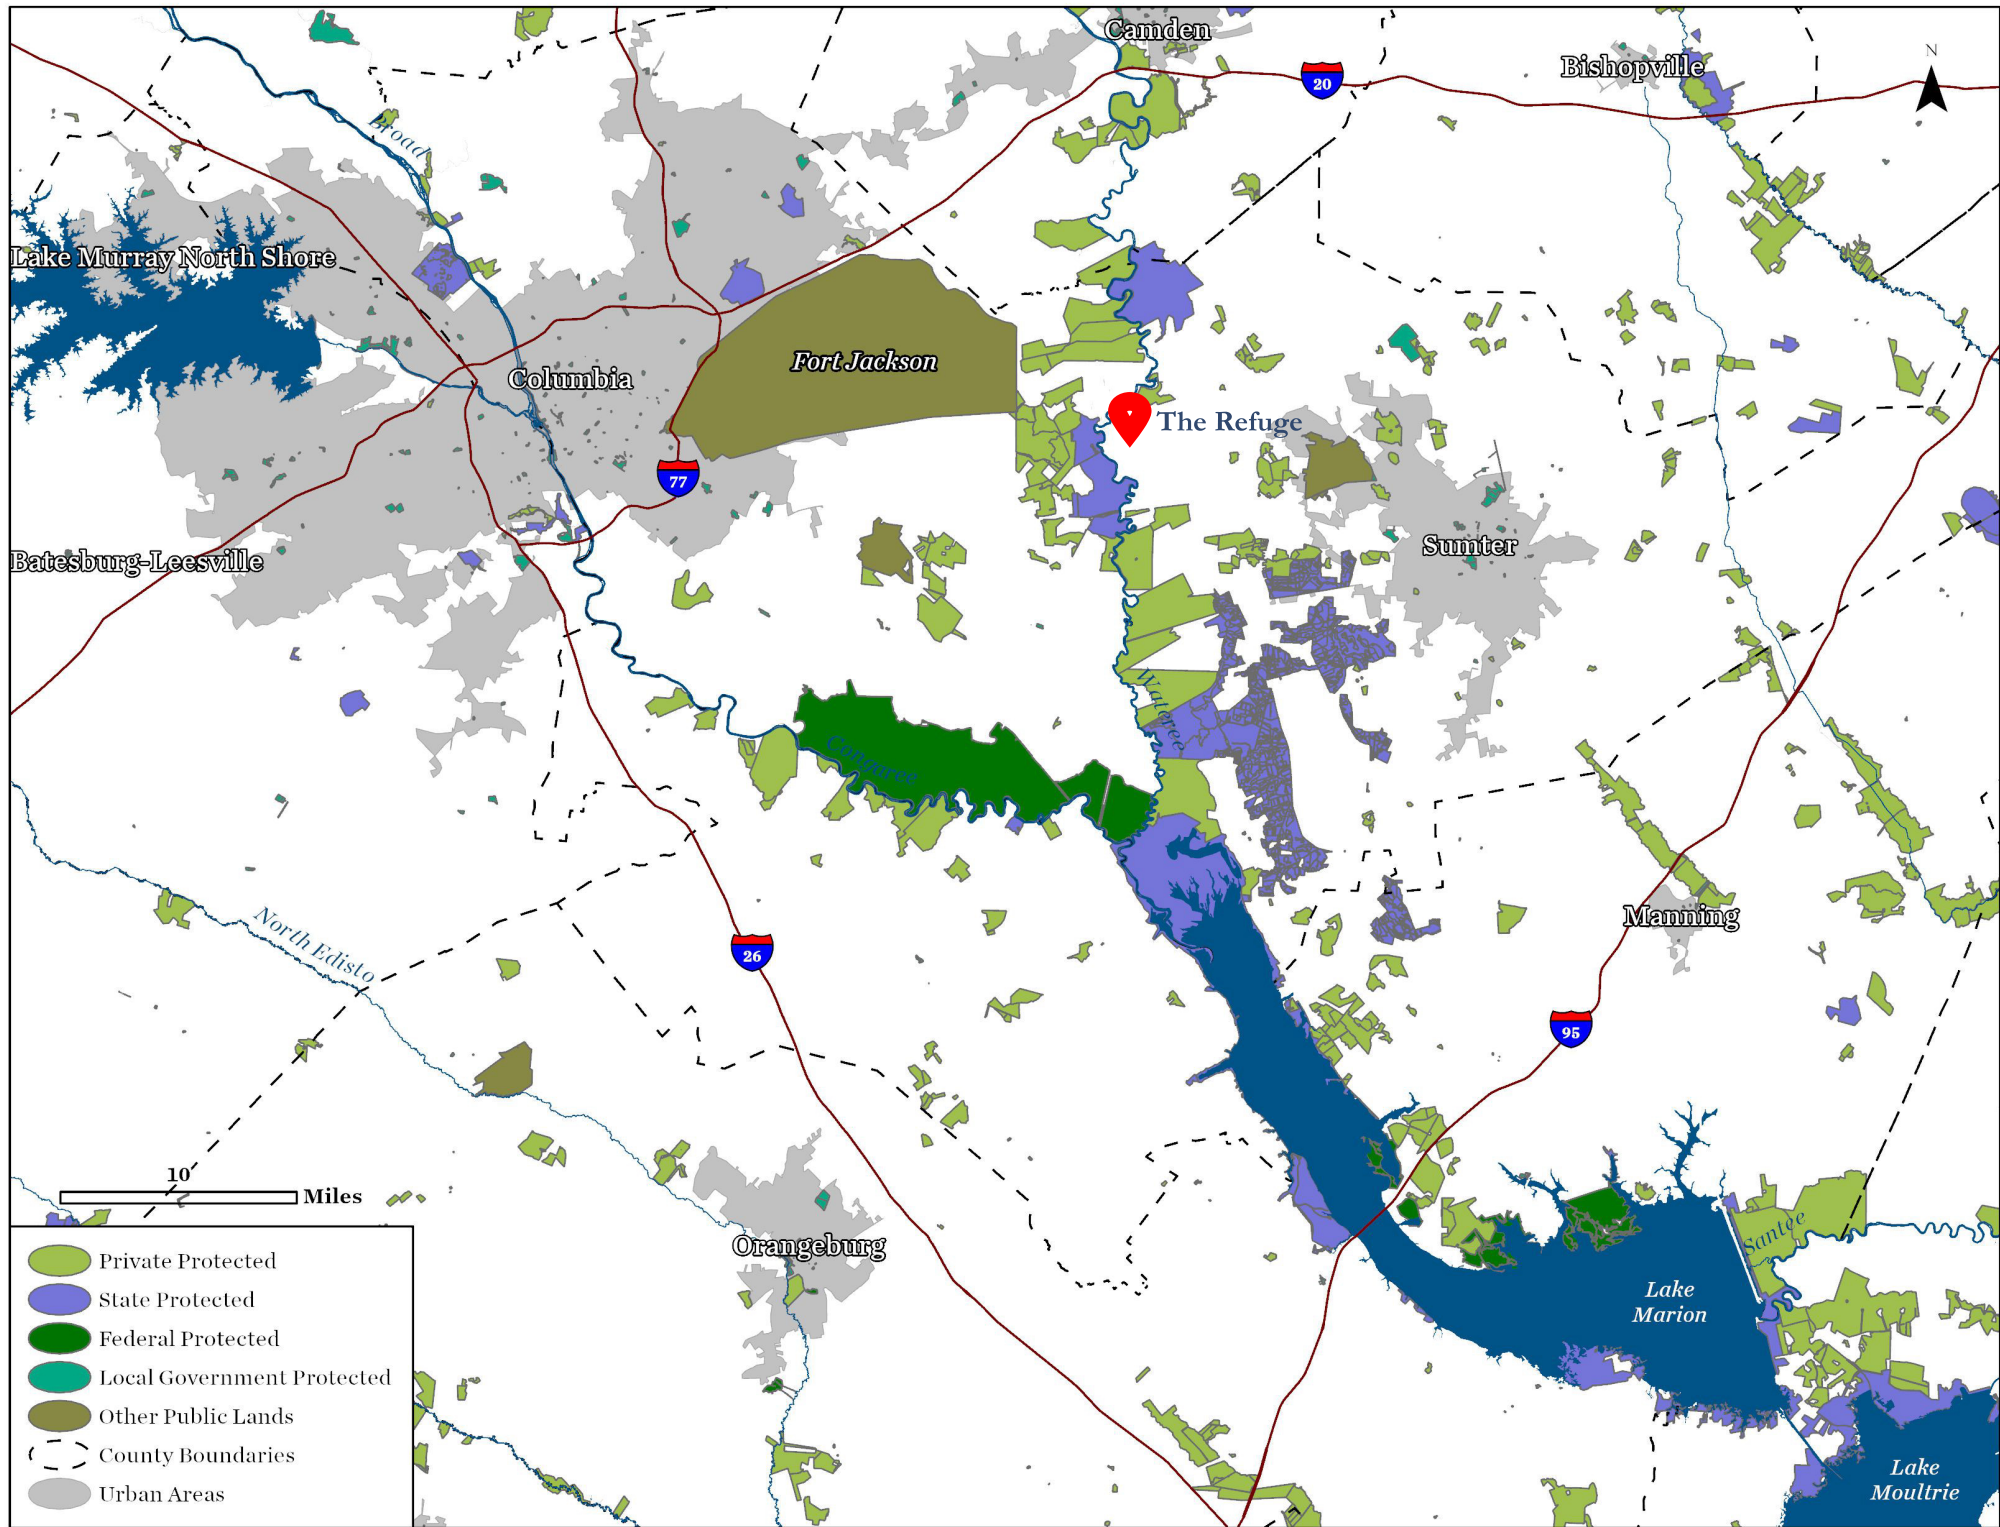 Camden
Bishopville
N
20
Broad
Lake Murray North Shore
Fort Jackson
Columbia
The Refuge
77
Sumter
Batesburg-Leesville
Wateree
Congaree
Manning
North Edisto
26
95
10
Miles
Santee
Orangeburg
Lake
Marion
Lake
Moultrie
Private Protected
State Protected
Federal Protected
Local Government Protected
Other Public Lands
County Boundaries
Urban Areas